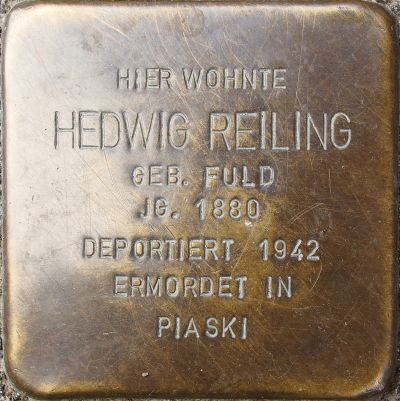 HIER WOHNTE
HEDWIG REILING
GEB. FULD
JG. 1880
DEPORTIERT 1942
ERMORDET IN
PIASKI